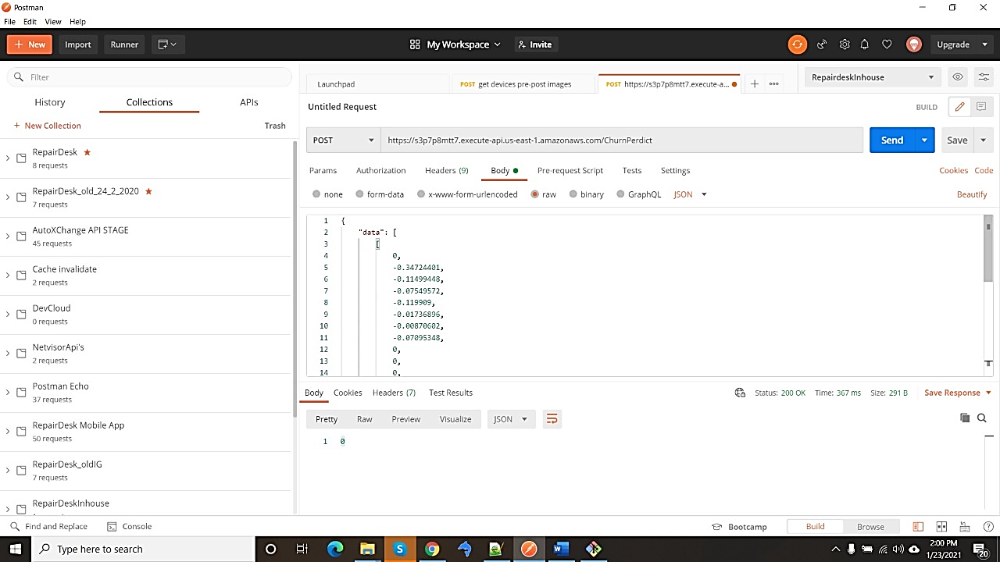 Postman
File Edit View Help
+ New Import Runner My Workspace Invite Upgrade
Filter
History Collections APIs
+ New Collection Trash
RepairDesk
8 requests
RepairDesk_old_24_2_2020
7 requests
AutoXChange API STAGE
45 requests
Cache invalidate
2 requests
DevCloud
0 requests
NetvisorApi's
2 requests
Postman Echo
37 requests
RepairDesk Mobile App
50 requests
RepairDesk_oldIG
7 requests
RepairDeskInhouse
Launchpad POST get devices pre-post images POST https://s3p7p8mtt7.execute-a... + RepairdeskInhouse
Untitled Request BUILD
POST https://s3p7p8mtt7.execute-api.us-east-1.amazonaws.com/ChurnPerdict Send Save
Params Authorization Headers (9) Body Pre-request Script Tests Settings Cookies Code
none form-data x-www-form-urlencoded raw binary GraphQL JSON Beautify
1 {
2 "data": [
3 [
4 0,
5 -0.34724401,
6 -0.11499448,
7 -0.07549572,
8 -0.119909,
9 -0.01736896,
10 -0.00870602,
11 -0.07095348,
12 0,
13 0,
14 0,
Body Cookies Headers (7) Test Results Status: 200 OK Time: 367 ms Size: 291 B Save Response
Pretty Raw Preview Visualize JSON
1 0
Find and Replace Console Bootcamp Build Browse
Type here to search
2:00 PM
1/23/2021
20